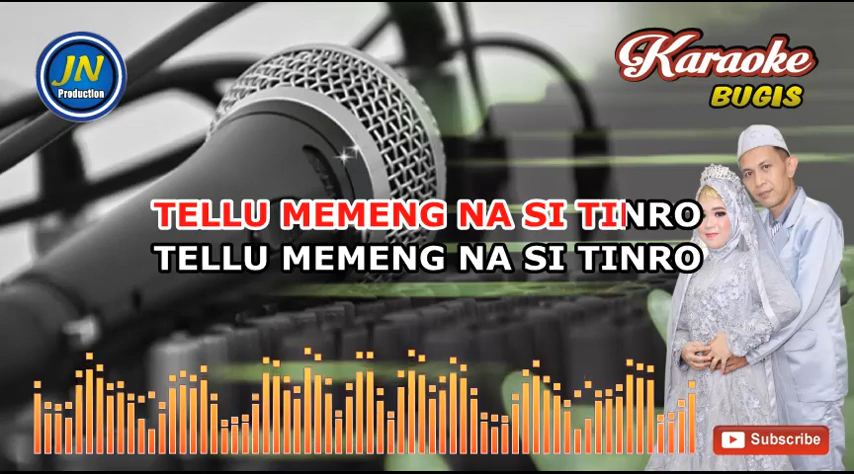 JN
Production
Karaoke
BUGIS
TELLU MEMENG NA SI TINRO
TELLU MEMENG NA SI TINRO
Subscribe